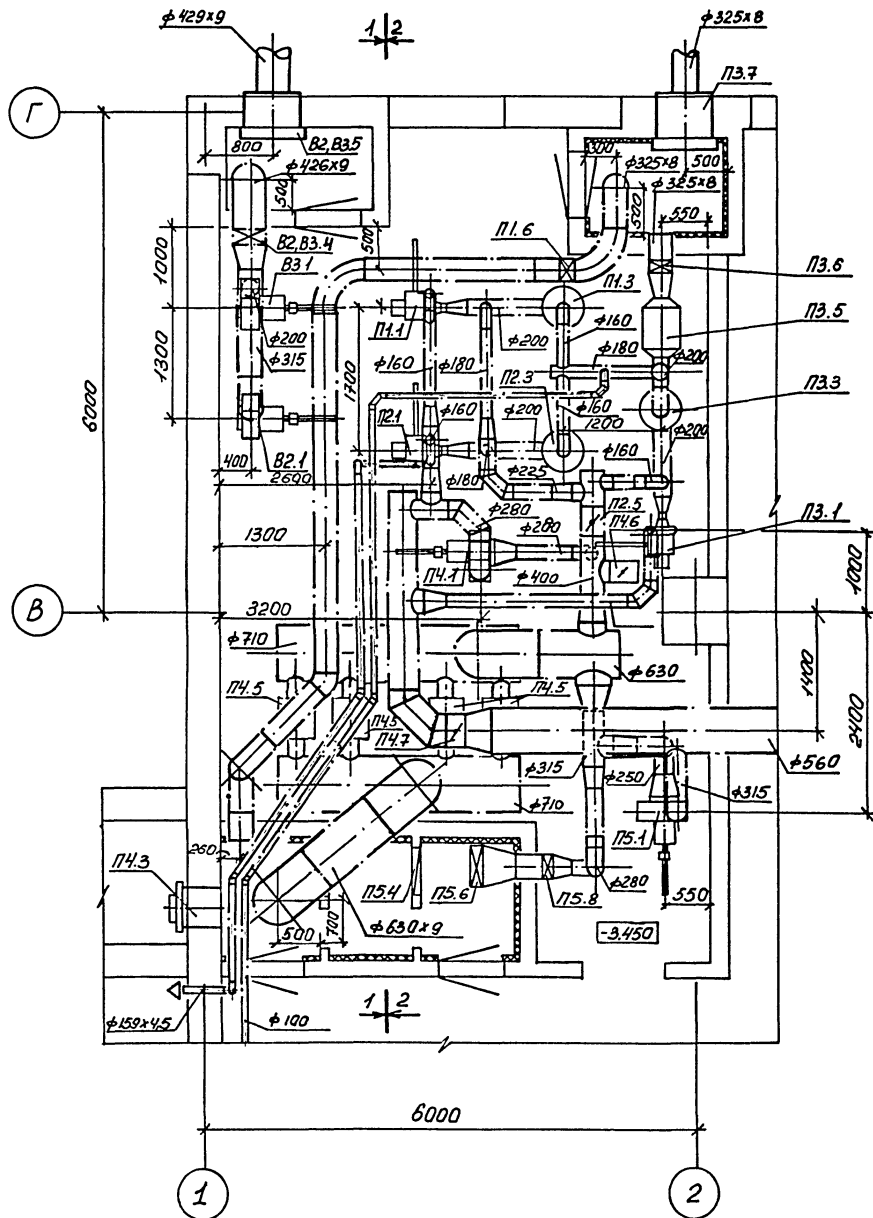 ф429х9
1 2
ф325х8
П3.7
Г
800
В2,В3.5
ф426х9
500
300
ф325х8
500
ф325х8
500
550
1000
В2,В3.4
500
П1.6
П3.6
В3.1
П1.3
П1.1
ф200
ф160
П3.5
ф200
ф315
1300
6000
1700
ф160
ф180
ф180
ф200
П2.3
П3.3
П2.1
ф160
ф200
ф160
1200
ф200
400
В2.1
2600
ф180
ф225
ф160
ф280
П2.5
1300
ф280
П4.6
П3.1
П4.1
ф400
1000
В
3200
ф710
ф630
1400
2400
П4.5
П4.5
П4.5
П4.7
ф560
ф315
ф250
ф315
ф710
П5.1
260
П4.3
П5.4
П5.6
П5.8
ф280
550
500
700
ф630х9
-3.450
ф159х4,5
ф100
1 2
6000
1
2